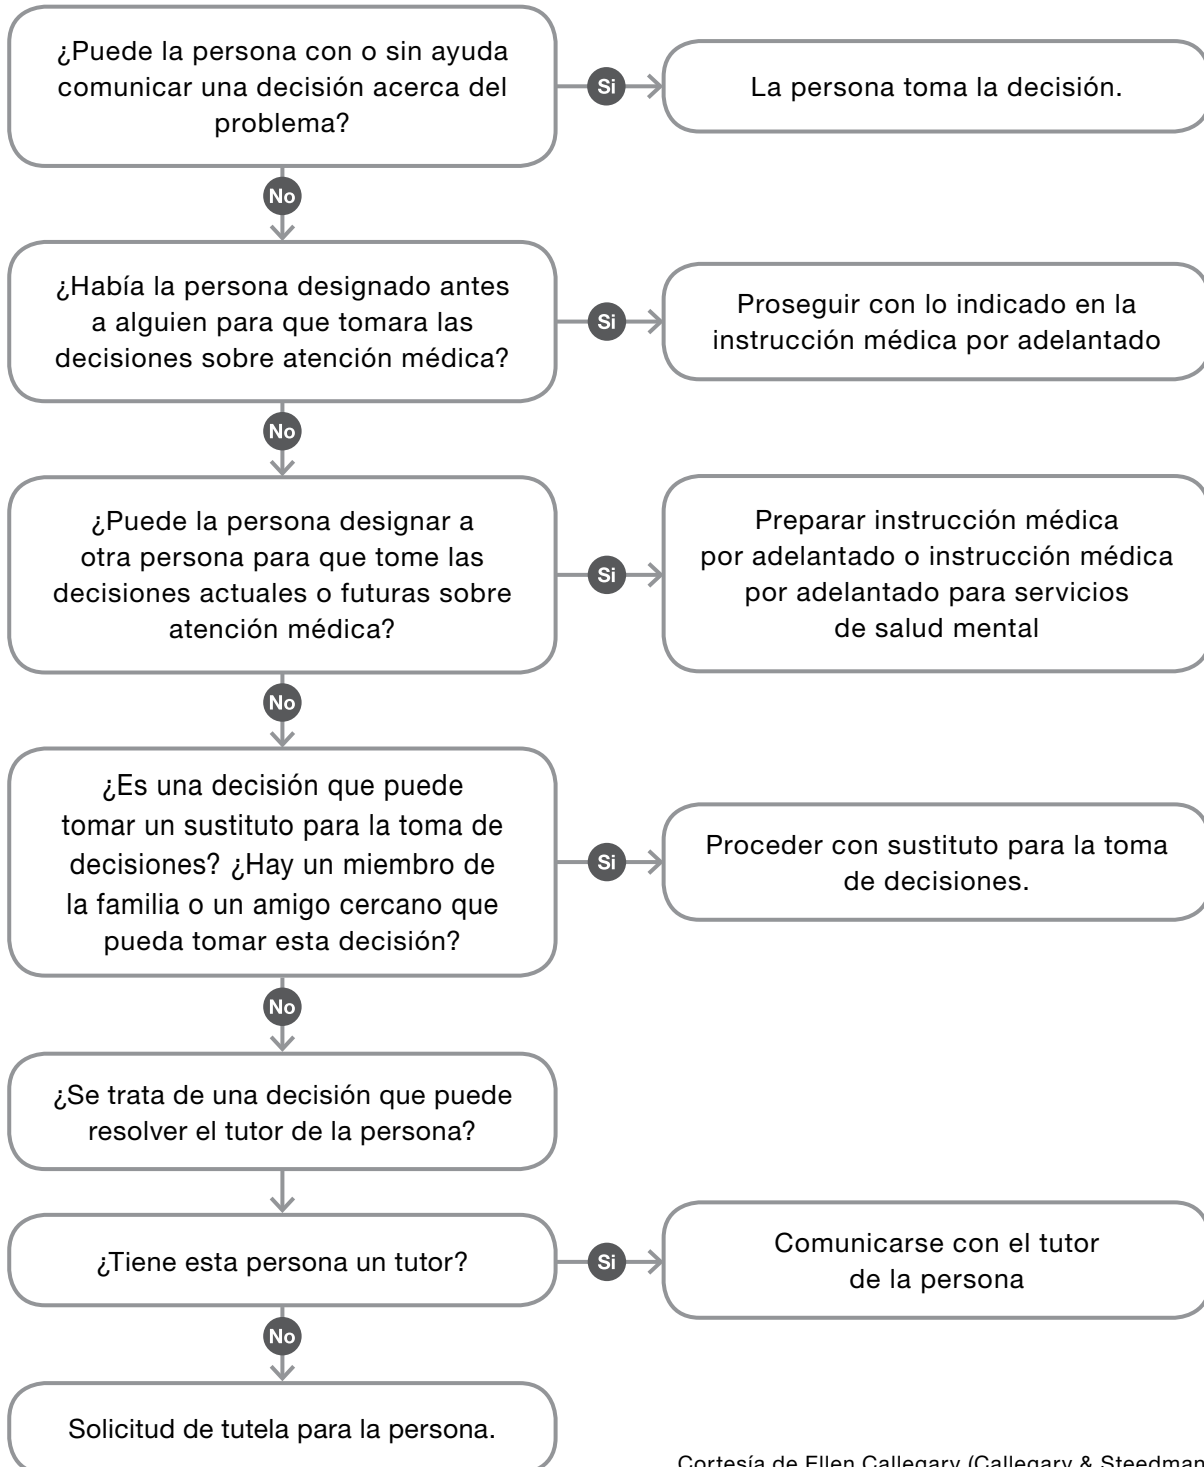 ¿Puede la persona con o sin ayuda
comunicar una decisión acerca del
problema?
Si
La persona toma la decisión.
No
¿Había la persona designado antes
a alguien para que tomara las
decisiones sobre atención médica?
Si
Proseguir con lo indicado en la
instrucción médica por adelantado
No
¿Puede la persona designar a
otra persona para que tome las
decisiones actuales o futuras sobre
atención médica?
Si
Preparar instrucción médica
por adelantado o instrucción médica
por adelantado para servicios
de salud mental
No
¿Es una decisión que puede
tomar un sustituto para la toma de
decisiones? ¿Hay un miembro de
la familia o un amigo cercano que
pueda tomar esta decisión?
Si
Proceder con sustituto para la toma
de decisiones.
No
¿Se trata de una decisión que puede
resolver el tutor de la persona?
¿Tiene esta persona un tutor?
Si
Comunicarse con el tutor
de la persona
No
Solicitud de tutela para la persona.
Cortesía de Ellen Callegary (Callegary & Steedman